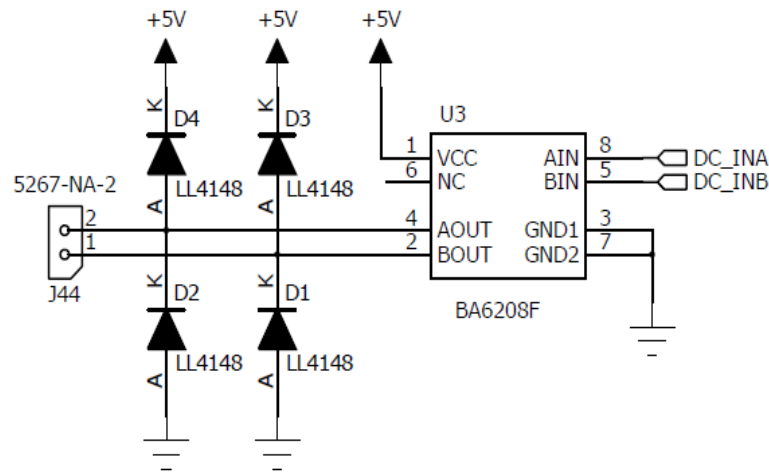 +5V +5V +5V
K K U3
D4 D3
1 VCC AIN 8 DC_INA
6 NC BIN 5 DC_INB
5267-NA-2 LL4148 LL4148
A A
2 4 AOUT GND1 3
1 2 BOUT GND2 7
K K
J44 D2 D1
BA6208F
LL4148 LL4148
A A